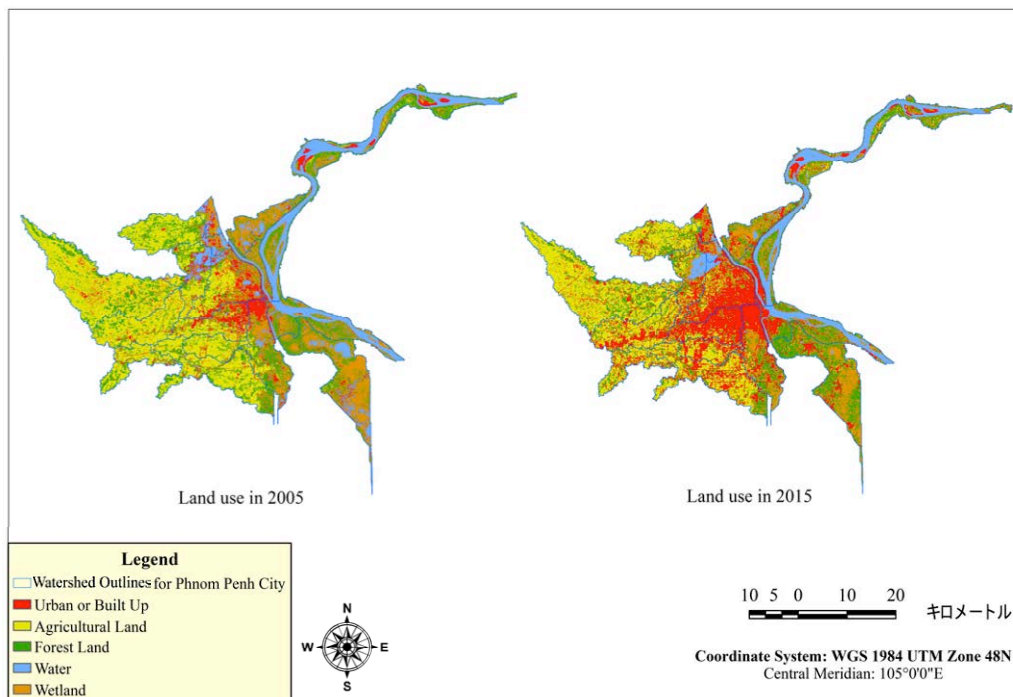 Land use in 2005
Land use in 2015
Legend
Watershed Outlines for Phnom Penh City
Urban or Built Up
Agricultural Land
Forest Land
Water
Wetland
N
W E
S
10 5 0 10 20 キロメートル
Coordinate System: WGS 1984 UTM Zone 48N
Central Meridian: 105°0'0"E